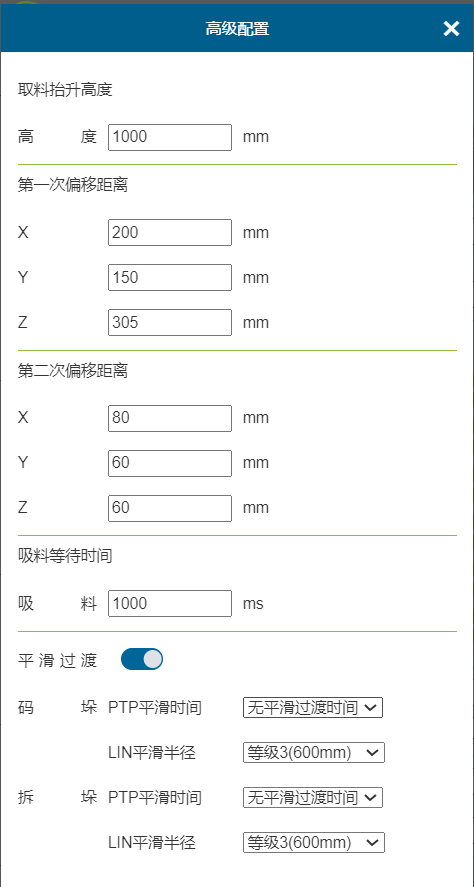 高级配置
取料抬升高度
高 度 1000 mm
第一次偏移距离
X 200 mm
Y 150 mm
Z 305 mm
第二次偏移距离
X 80 mm
Y 60 mm
Z 60 mm
吸料等待时间
吸 料 1000 ms
平滑过渡
码 垛 PTP平滑时间 无平滑过渡时间
LIN平滑半径 等级3(600mm)
拆 垛 PTP平滑时间 无平滑过渡时间
LIN平滑半径 等级3(600mm)